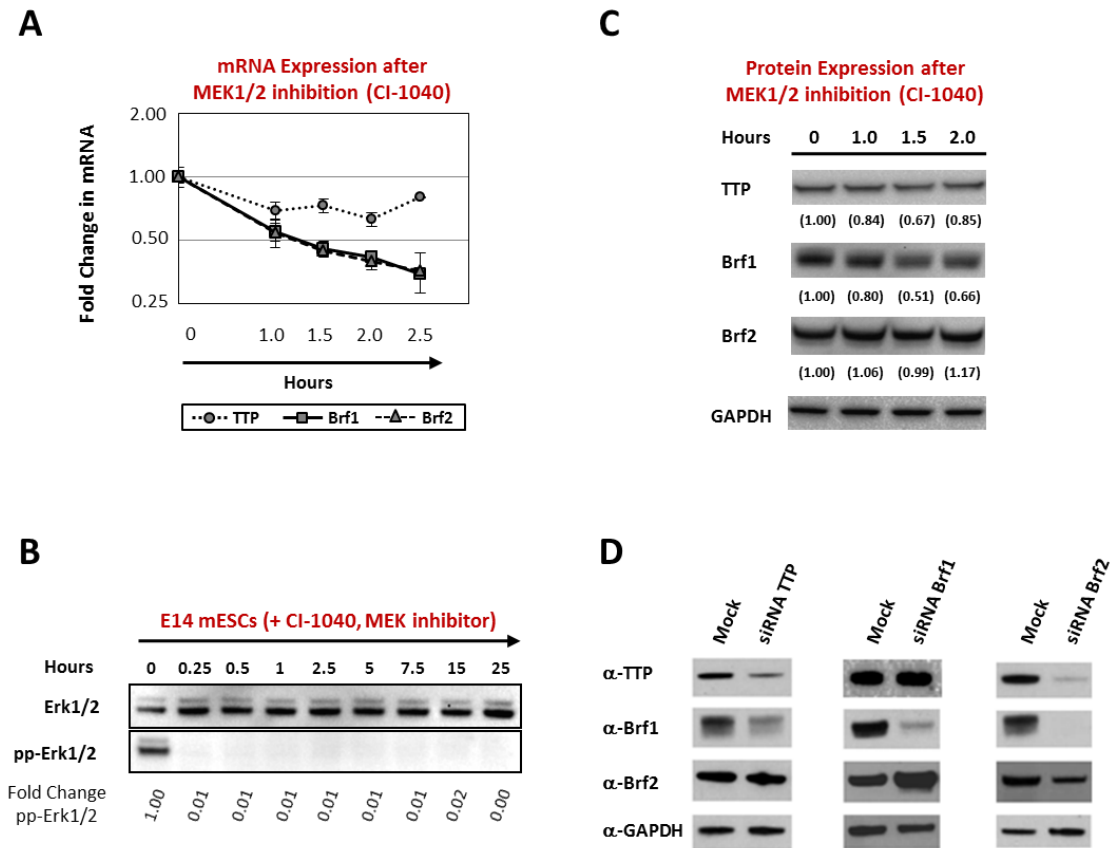 A
mRNA Expression after
MEK1/2 inhibition (CI-1040)
Fold Change in mRNA
2.00
1.00
0.50
0.25
0 1.0 1.5 2.0 2.5
Hours
TTP Brf1 Brf2
C
Protein Expression after
MEK1/2 inhibition (CI-1040)
Hours 0 1.0 1.5 2.0
TTP
(1.00) (0.84) (0.67) (0.85)
Brf1
(1.00) (0.80) (0.51) (0.66)
Brf2
(1.00) (1.06) (0.99) (1.17)
GAPDH
B
E14 mESCs (+ CI-1040, MEK inhibitor)
Hours 0 0.25 0.5 1 2.5 5 7.5 15 25
Erk1/2
pp-Erk1/2
Fold Change
pp-Erk1/2
1.00 0.01 0.01 0.01 0.01 0.01 0.01 0.02 0.00
D
Mock siRNA TTP Mock siRNA Brf1 Mock siRNA Brf2
α-TTP
α-Brf1
α-Brf2
α-GAPDH